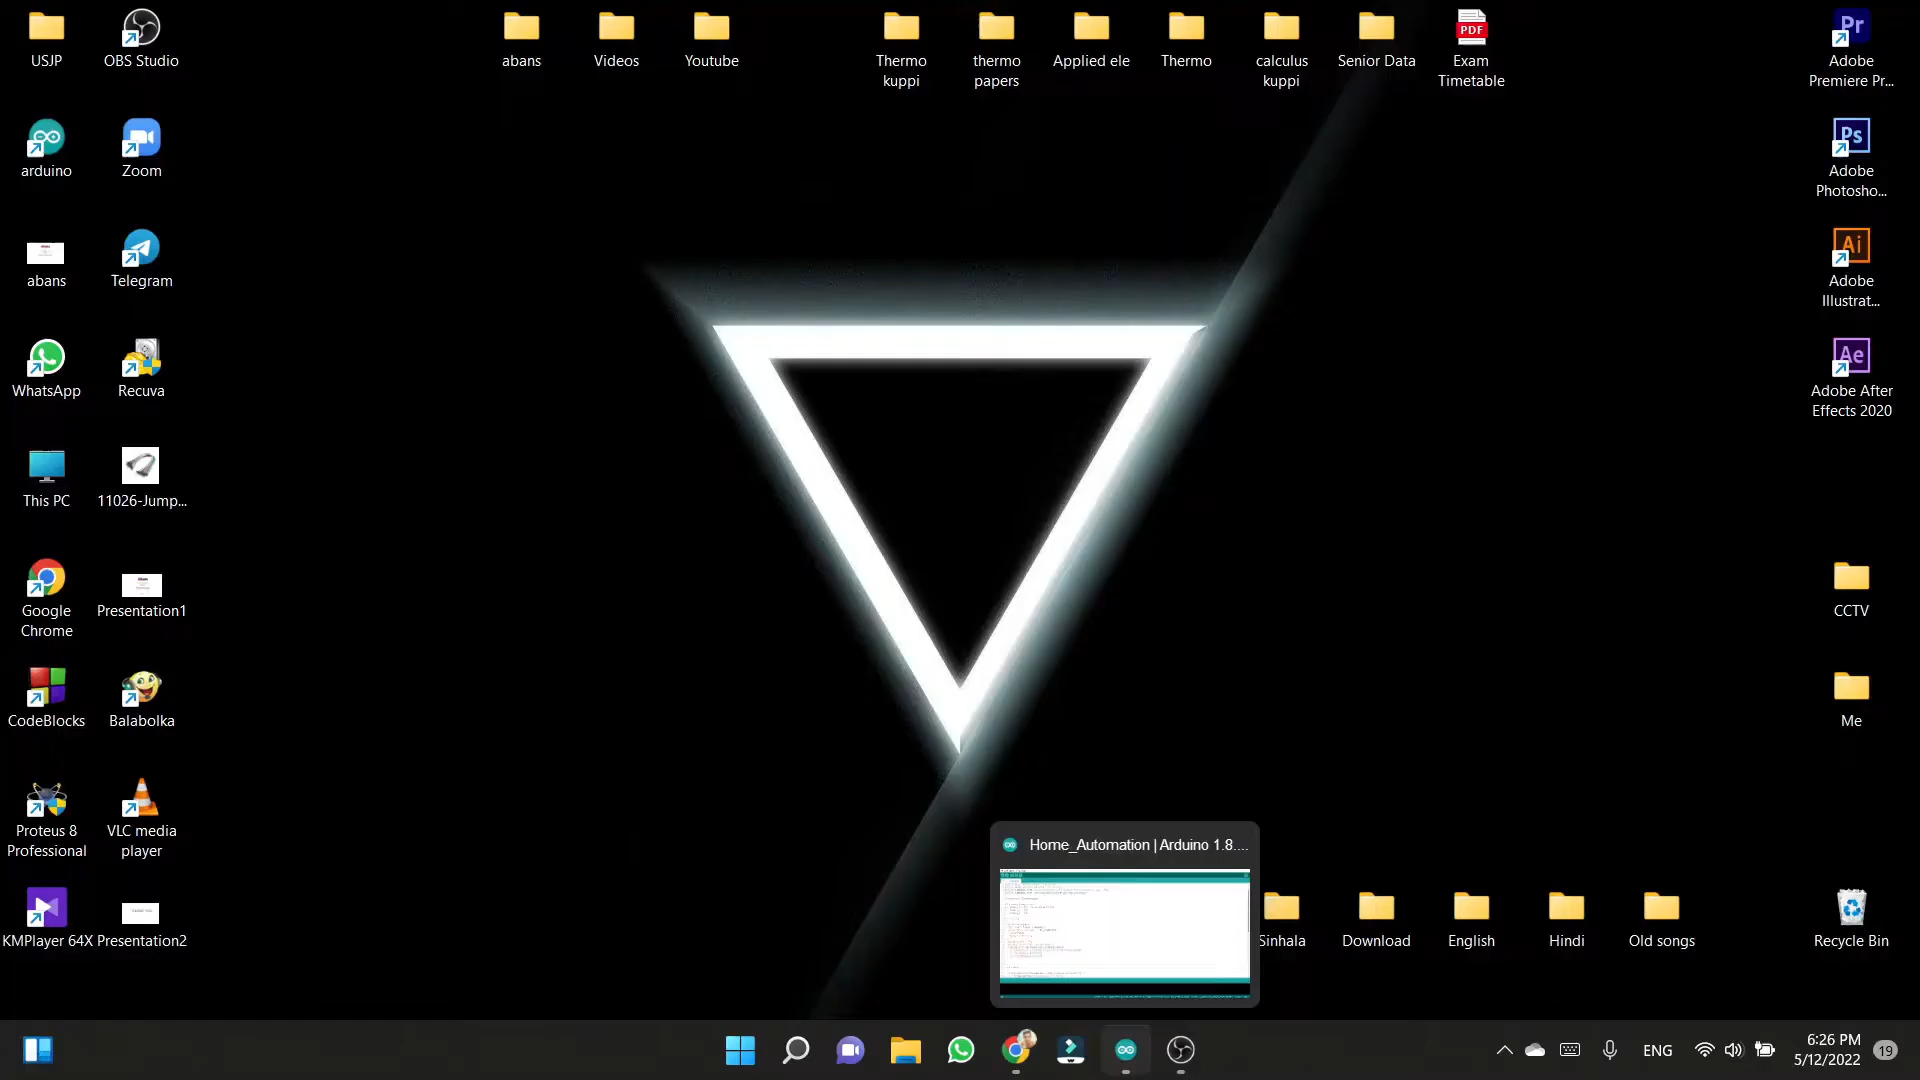 USJP
OBS Studio
abans
Videos
Youtube
Thermo
kuppi
thermo
papers
Applied ele
Thermo
calculus
kuppi
Senior Data
PDF
Exam
Timetable
Pr
Adobe
Premiere Pr...
arduino
Zoom
Ps
Adobe
Photosho...
abans
Telegram
Ai
Adobe
Illustrat...
WhatsApp
Recuva
Ae
Adobe After
Effects 2020
This PC
11026-Jump...
Google
Chrome
Presentation1
CCTV
CodeBlocks
Balabolka
Me
Proteus 8
Professional
VLC media
player
Home_Automation | Arduino 1.8....
KMPlayer 64X
Presentation2
Sinhala
Download
English
Hindi
Old songs
Recycle Bin
ENG
6:26 PM
5/12/2022
19